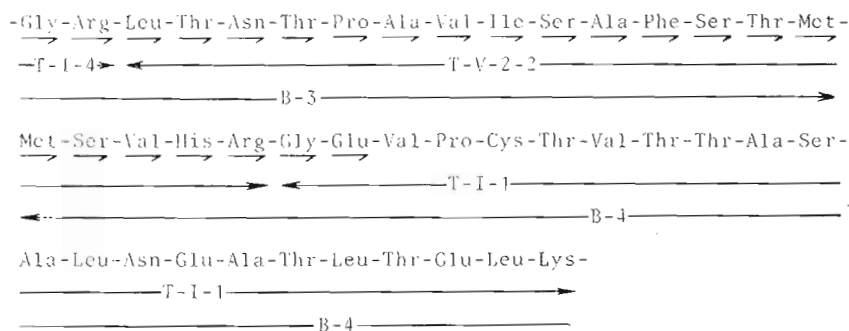 -Gly-Arg-Leu-Thr-Asn-Thr-Pro-Ala-Val-Ile-Ser-Ala-Phe-Ser-Thr-Met-
T-I-4 T-V-2-2
B-3
Met-Ser-Val-His-Arg-Gly-Glu-Val-Pro-Cys-Thr-Val-Thr-Thr-Ala-Ser-
T-I-1
B-4
Ala-Leu-Asn-Glu-Ala-Thr-Leu-Thr-Glu-Leu-Lys-
T-I-1
B-4